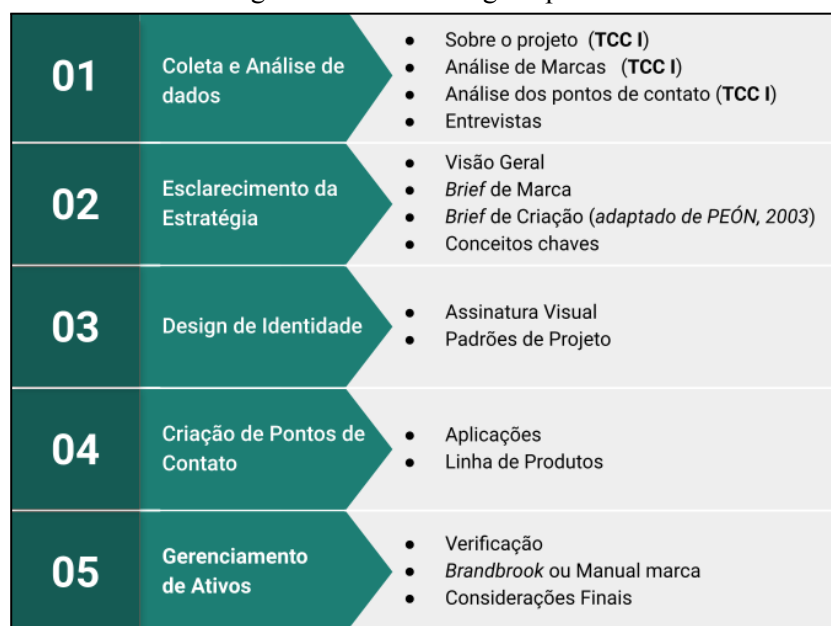 01
Coleta e Análise de
dados
● Sobre o projeto (TCC I)
● Análise de Marcas (TCC I)
● Análise dos pontos de contato (TCC I)
● Entrevistas
02
Esclarecimento da
Estratégia
● Visão Geral
● Brief de Marca
● Brief de Criação (adaptado de PEÓN, 2003)
● Conceitos chaves
03
Design de Identidade
● Assinatura Visual
● Padrões de Projeto
04
Criação de Pontos de
Contato
● Aplicações
● Linha de Produtos
05
Gerenciamento
de Ativos
● Verificação
● Brandbrook ou Manual marca
● Considerações Finais